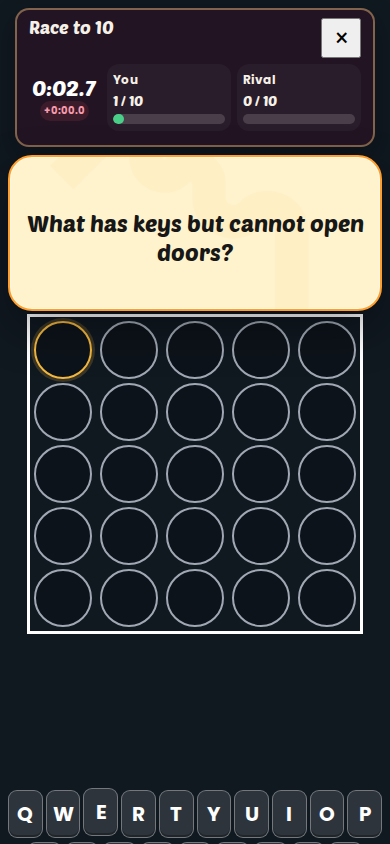 Race to 10
×
0:02.7
+0:00.0
You
1 / 10
Rival
0 / 10
What has keys but cannot open
doors?
Q W E R T Y U I O P